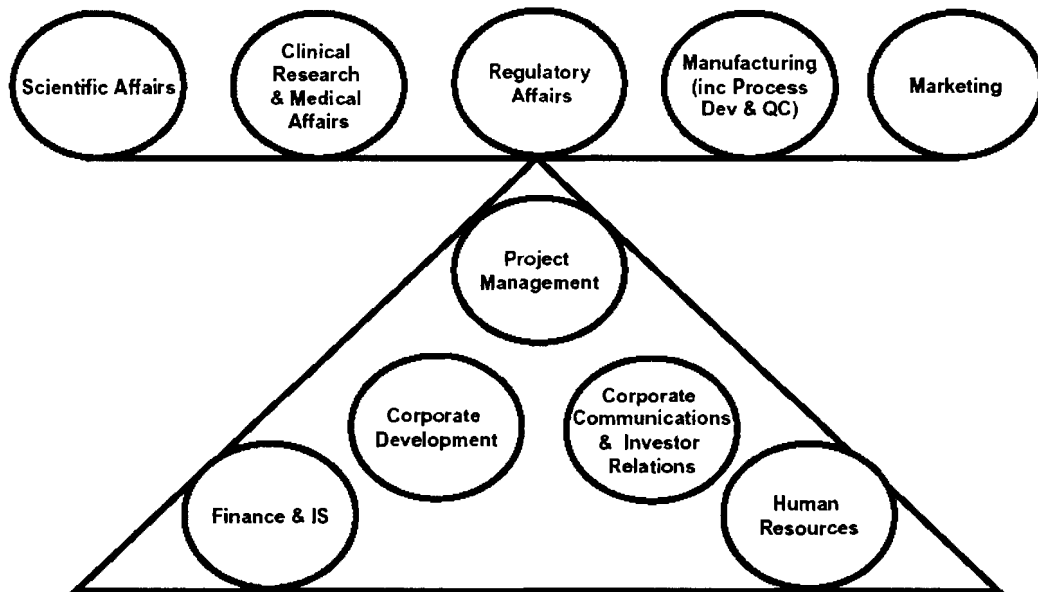 Scientific Affairs
Clinical
Research
& Medical
Affairs
Regulatory
Affairs
Manufacturing
(inc Process
Dev & QC)
Marketing
Project
Management
Corporate
Development
Corporate
Communications
& Investor
Relations
Finance & IS
Human
Resources